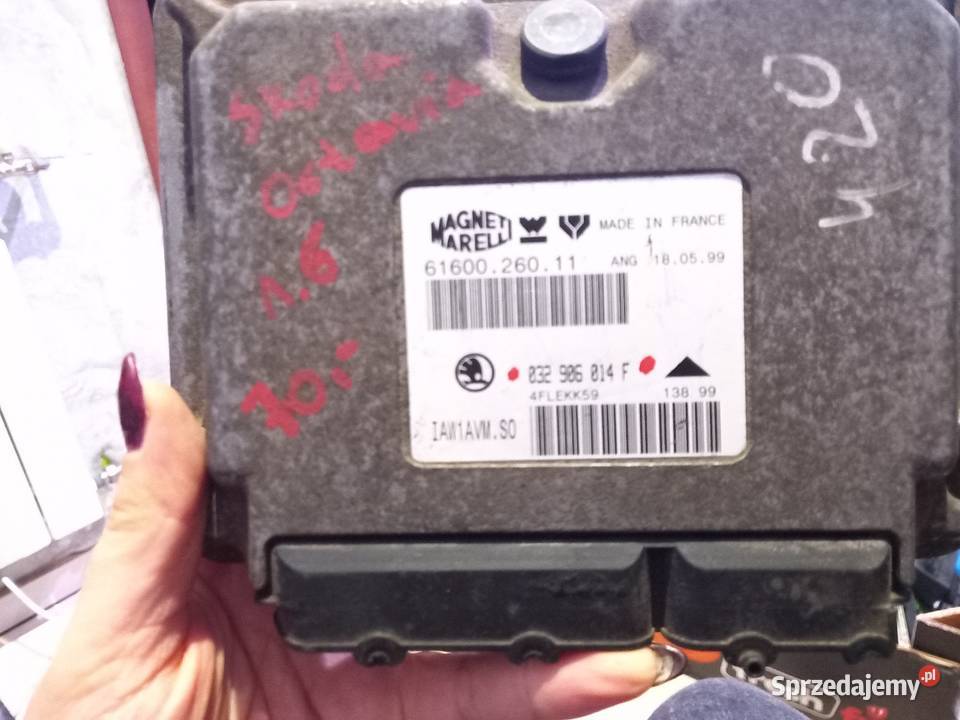 Skoda
Octavia
1.6
70,-
024
MAGNETI
MARELLI
MADE IN FRANCE
61600.260.11
ANG 18.05.99
032 906 014 F
4FLEKK59
138 99
IAW1AVM.S0
Sprzedajemy.pl